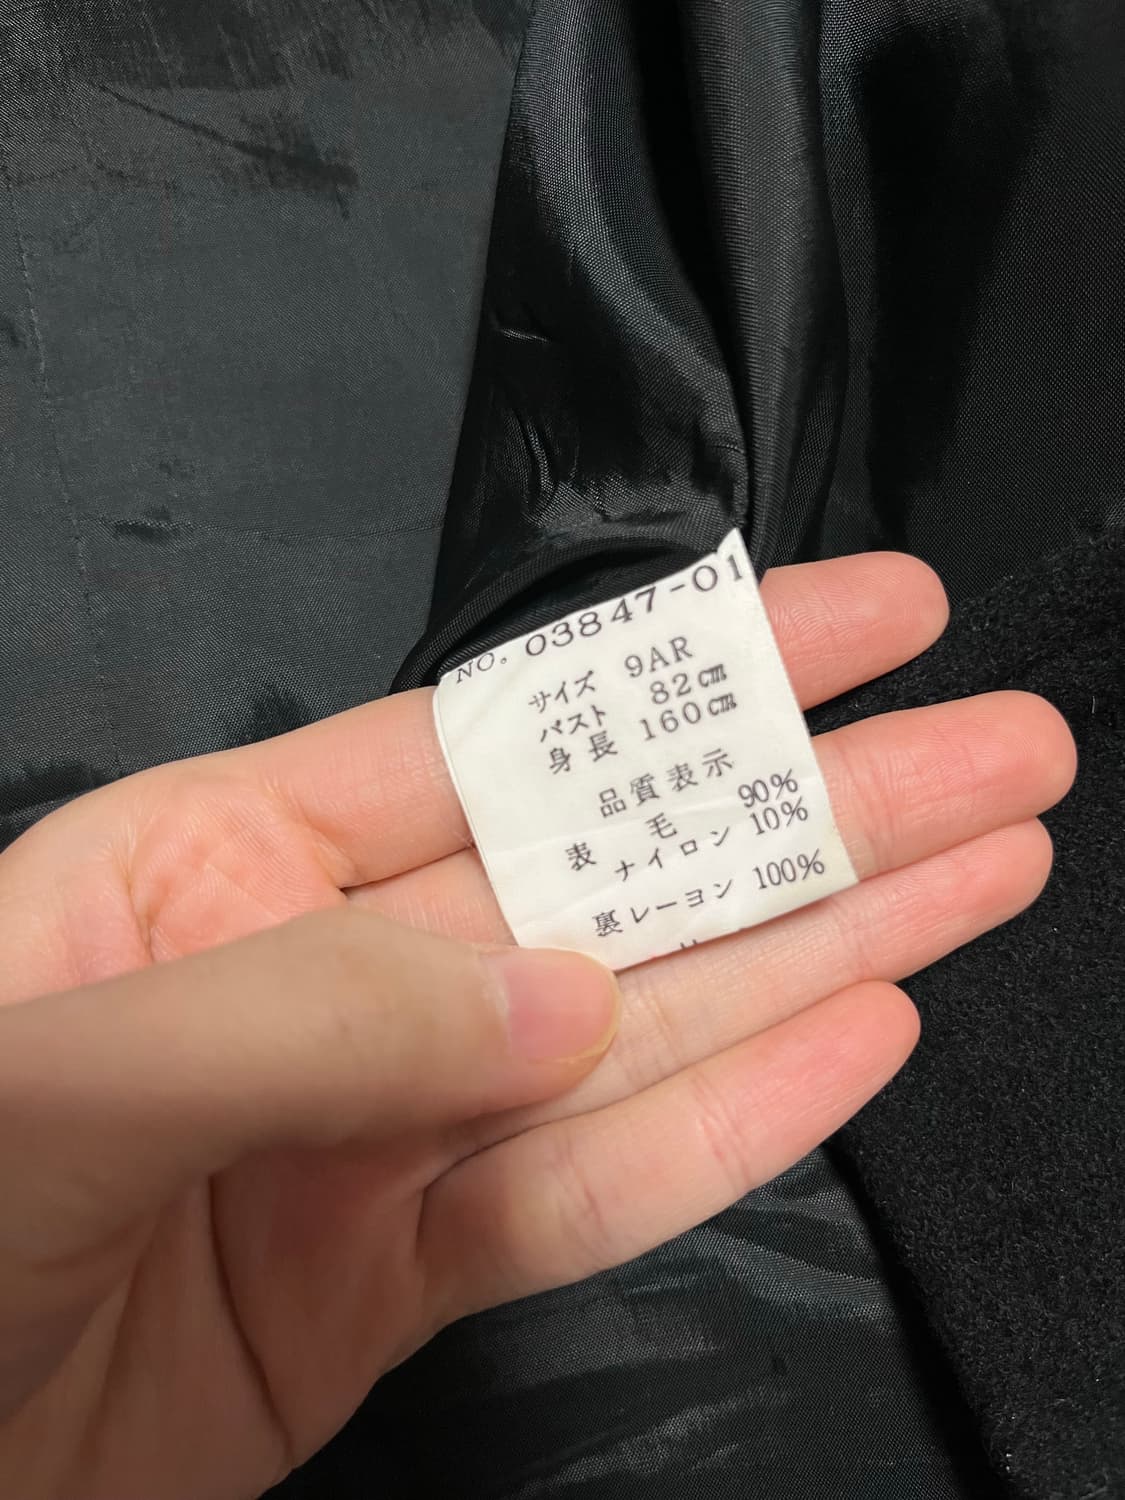 NO. 03847-01
サイズ 9AR
バスト 82㎝
身長 160㎝
品質表示
表 毛 90%
ナイロン 10%
裏 レーヨン 100%